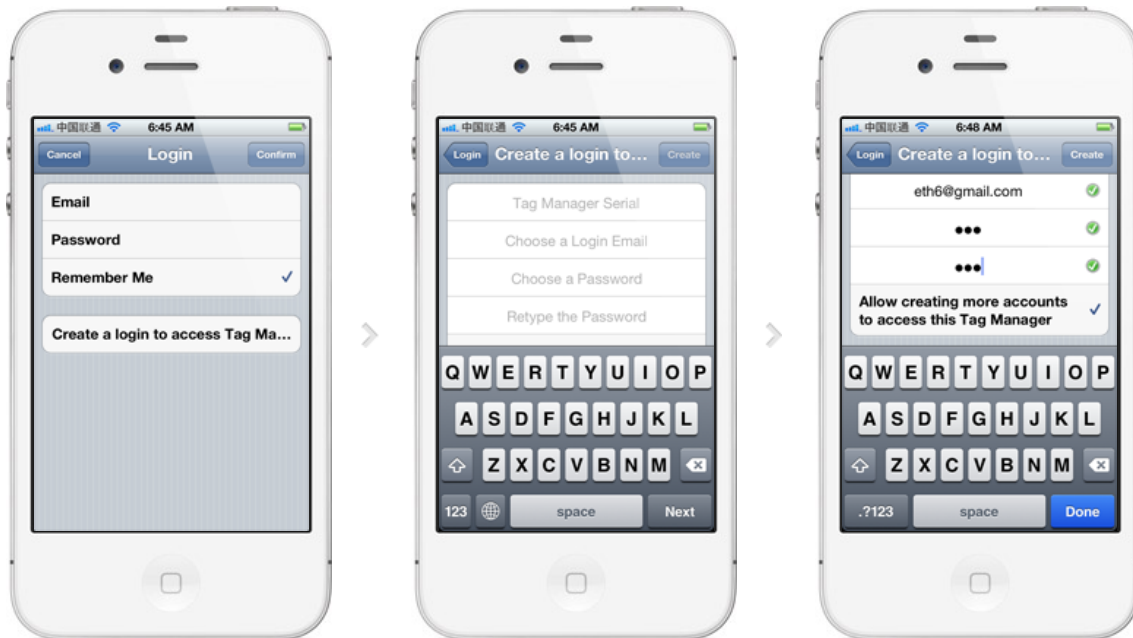 中国联通 6:45 AM
Cancel Login Confirm
Email
Password
Remember Me
Create a login to access Tag Ma...
中国联通 6:45 AM
Login Create a login to... Create
Tag Manager Serial
Choose a Login Email
Choose a Password
Retype the Password
Q W E R T Y U I O P
A S D F G H J K L
Z X C V B N M
123 space Next
中国联通 6:48 AM
Login Create a login to... Create
eth6@gmail.com
•••
•••
Allow creating more accounts
to access this Tag Manager
Q W E R T Y U I O P
A S D F G H J K L
Z X C V B N M
.?123 space Done